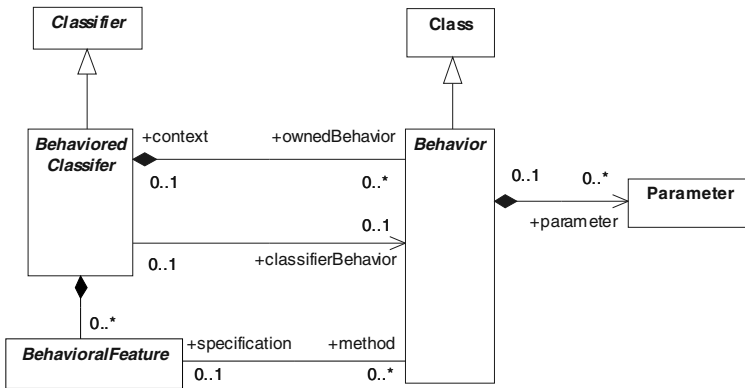 Classifier
Class
Behaviored
Classifer
+context
+ownedBehavior
Behavior
0..1
0..*
0..1
0..*
Parameter
+parameter
0..1
0..1
+classifierBehavior
0..*
BehavioralFeature
+specification
+method
0..1
0..*